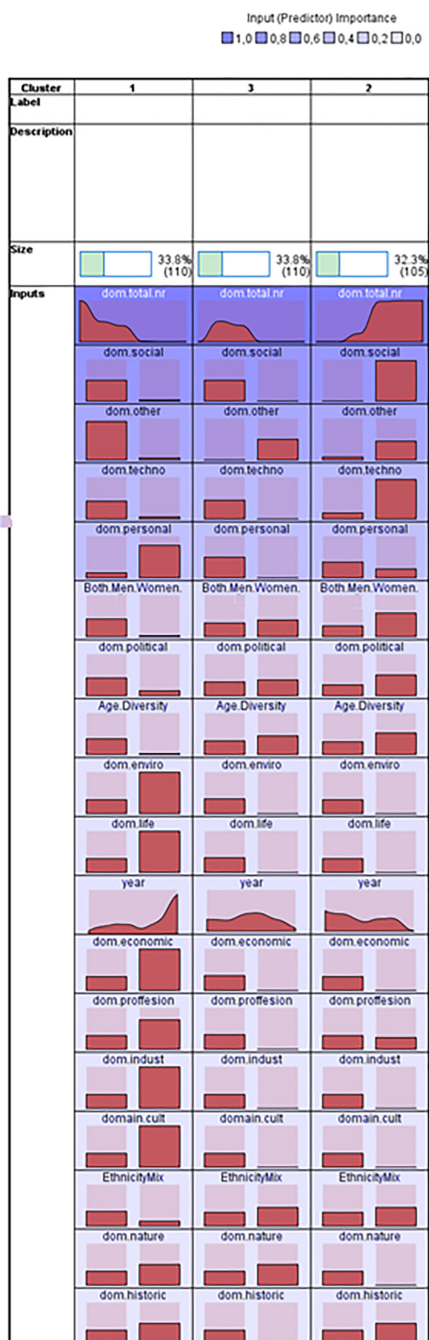 Input (Predictor) Importance
1,0 0,8 0,6 0,4 0,2 0,0
Cluster 1 3 2
Label
Description
Size 33.8% (110) 33.8% (110) 32.3% (105)
Inputs dom.total.nr dom.total.nr dom.total.nr
dom.social dom.social dom.social
dom.other dom.other dom.other
dom.techno dom.techno dom.techno
dom.personal dom.personal dom.personal
Both.Men.Women. Both.Men.Women. Both.Men.Women.
dom.political dom.political dom.political
Age.Diversity Age.Diversity Age.Diversity
dom.enviro dom.enviro dom.enviro
dom.life dom.life dom.life
year year year
dom.economic dom.economic dom.economic
dom.proffesion dom.proffesion dom.proffesion
dom.indust dom.indust dom.indust
domain.cult domain.cult domain.cult
EthnicityMix EthnicityMix EthnicityMix
dom.nature dom.nature dom.nature
dom.historic dom.historic dom.historic